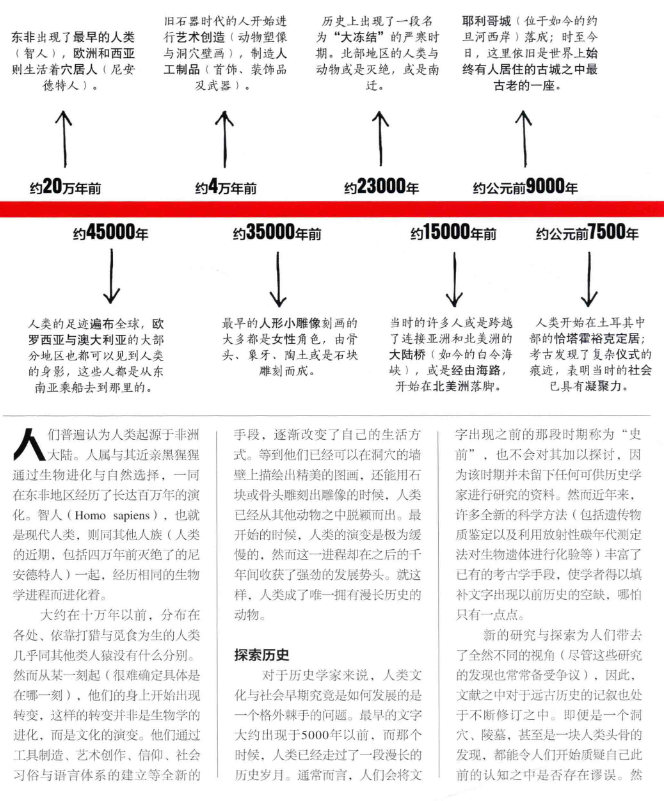 东非出现了最早的人类
（智人），欧洲和西亚
则生活着穴居人（尼安
德特人）。
旧石器时代的人开始进
行艺术创造（动物塑像
与洞穴壁画），制造人
工制品（首饰、装饰品
及武器）。
历史上出现了一段名
为“大冻结”的严寒时
期。北部地区的人类与
动物或是灭绝，或是南
迁。
耶利哥城（位于如今的约
旦河西岸）落成；时至今
日，这里依旧是世界上始
终有人居住的古城之中最
古老的一座。
约20万年前
约4万年前
约23000年
约公元前9000年
约45000年
约35000年前
约15000年前
约公元前7500年
人类的足迹遍布全球，欧
罗西亚与澳大利亚的大部
分地区也都可以见到人类
的身影，这些人都是从东
南亚乘船去到那里的。
最早的人形小雕像刻画的
大多都是女性角色，由骨
头、象牙、陶土或是石块
雕刻而成。
当时的许多人或是跨越
了连接亚洲和北美洲的
大陆桥（如今的白令海
峡），或是经由海路，
开始在北美洲落脚。
人类开始在土耳其中
部的恰塔霍裕克定居；
考古发现了复杂仪式的
痕迹，表明当时的社会
已具有凝聚力。
人们普遍认为人类起源于非洲
大陆。人属与其近亲黑猩猩
通过生物进化与自然选择，一同
在东非地区经历了长达百万年的演
化。智人（Homo sapiens），也就
是现代人类，则同其他人族（人类
的近期，包括四万年前灭绝了的尼
安德特人）一起，经历相同的生物
学进程而进化着。
大约在十万年以前，分布在
各处、依靠打猎与觅食为生的人类
几乎同其他类人猿没有什么分别。
然而从某一刻起（很难确定具体是
在哪一刻），他们的身上开始出现
转变，这样的转变并非是生物学的
进化，而是文化的演变。他们通过
工具制造、艺术创作、信仰、社会
习俗与语言体系的建立等全新的
手段，逐渐改变了自己的生活方
式。等到他们已经可以在洞穴的墙
壁上描绘出精美的图画，还能用石
块或骨头雕刻出雕像的时候，人类
已经从其他动物之中脱颖而出。最
开始的时候，人类的演变是极为缓
慢的，然而这一进程却在之后的千
年间收获了强劲的发展势头。就这
样，人类成了唯一拥有漫长历史的
动物。
探索历史
对于历史学家来说，人类文
化与社会早期究竟是如何发展的是
一个格外棘手的问题。最早的文字
大约出现于5000年以前，而那个
时候，人类已经走过了一段漫长的
历史岁月。通常而言，人们会将文
字出现之前的那段时期称为“史
前”，也不会对其加以探讨，因
为该时期并未留下任何可供历史学
家进行研究的资料。然而近年来，
许多全新的科学方法（包括遗传物
质鉴定以及利用放射性碳年代测定
法对生物遗体进行化验等）丰富了
已有的考古学手段，使学者得以填
补文字出现以前历史的空缺，哪怕
只有一点点。
新的研究与探索为人们带去
了全然不同的视角（尽管这些研究
的发现也常常备受争议），因此，
文献之中对于远古历史的记叙也处
于不断修订之中。即便是一个洞
穴、陵墓，甚至是一块人类头骨的
发现，都能令人们开始质疑自己此
前的认知之中是否存在谬误。然